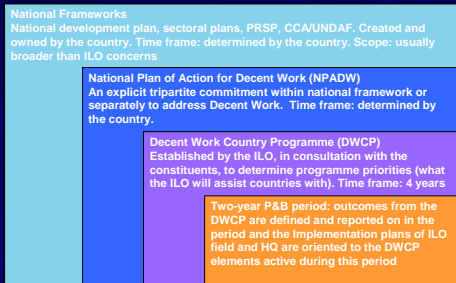 National Frameworks
National development plan, sectoral plans, PRSP, CCA/UNDAF. Created and
owned by the country. Time frame: determined by the country. Scope: usually
broader than ILO concerns
National Plan of Action for Decent Work (NPADW)
An explicit tripartite commitment within national framework or
separately to address Decent Work. Time frame: determined by
the country.
Decent Work Country Programme (DWCP)
Established by the ILO, in consultation with the
constituents, to determine programme priorities (what
the ILO will assist countries with). Time frame: 4 years
Two-year P&B period: outcomes from the
DWCP are defined and reported on in the
period and the Implementation plans of ILO
field and HQ are oriented to the DWCP
elements active during this period